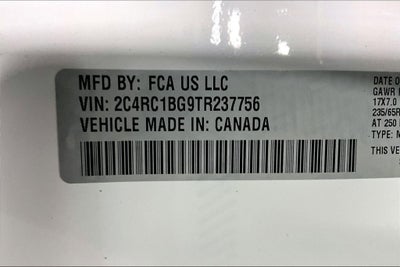 MFD BY: FCA US LLC
VIN: 2C4RC1BG9TR237756
VEHICLE MADE IN: CANADA
DATE O
GAWR
17X7.0
235/65R
AT 250
TYPE: M
THIS VE